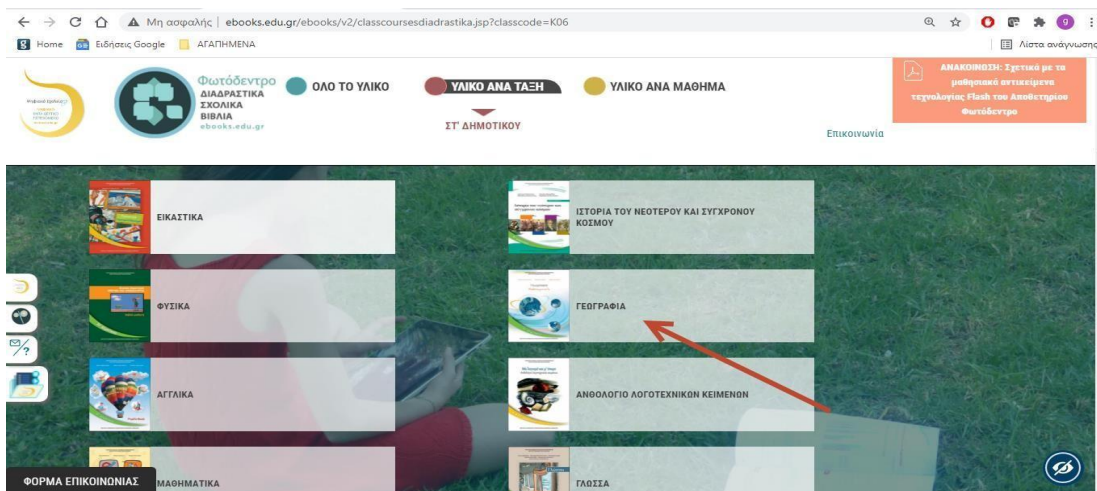 Μη ασφαλής | ebooks.edu.gr/ebooks/v2/classcoursesdiadrastika.jsp?classcode=K06
g
Home Ειδήσεις Google ΑΓΑΠΗΜΕΝΑ Λίστα ανάγνωσης
Φωτόδεντρο
ΔΙΑΔΡΑΣΤΙΚΑ
ΣΧΟΛΙΚΑ
ΒΙΒΛΙΑ
ebooks.edu.gr
ΟΛΟ ΤΟ ΥΛΙΚΟ
ΥΛΙΚΟ ΑΝΑ ΤΑΞΗ
ΥΛΙΚΟ ΑΝΑ ΜΑΘΗΜΑ
ΣΤ' ΔΗΜΟΤΙΚΟΥ
Επικοινωνία
ΑΝΑΚΟΙΝΩΣΗ: Σχετικά με τα
μαθησιακά αντικείμενα
τεχνολογίας Flash του Αποθετηρίου
Φωτόδεντρο
ΕΙΚΑΣΤΙΚΑ
ΙΣΤΟΡΙΑ ΤΟΥ ΝΕΟΤΕΡΟΥ ΚΑΙ ΣΥΓΧΡΟΝΟΥ
ΚΟΣΜΟΥ
ΦΥΣΙΚΑ
ΓΕΩΓΡΑΦΙΑ
ΑΓΓΛΙΚΑ
ΑΝΘΟΛΟΓΙΟ ΛΟΓΟΤΕΧΝΙΚΩΝ ΚΕΙΜΕΝΩΝ
ΜΑΘΗΜΑΤΙΚΑ
ΓΛΩΣΣΑ
ΦΟΡΜΑ ΕΠΙΚΟΙΝΩΝΙΑΣ